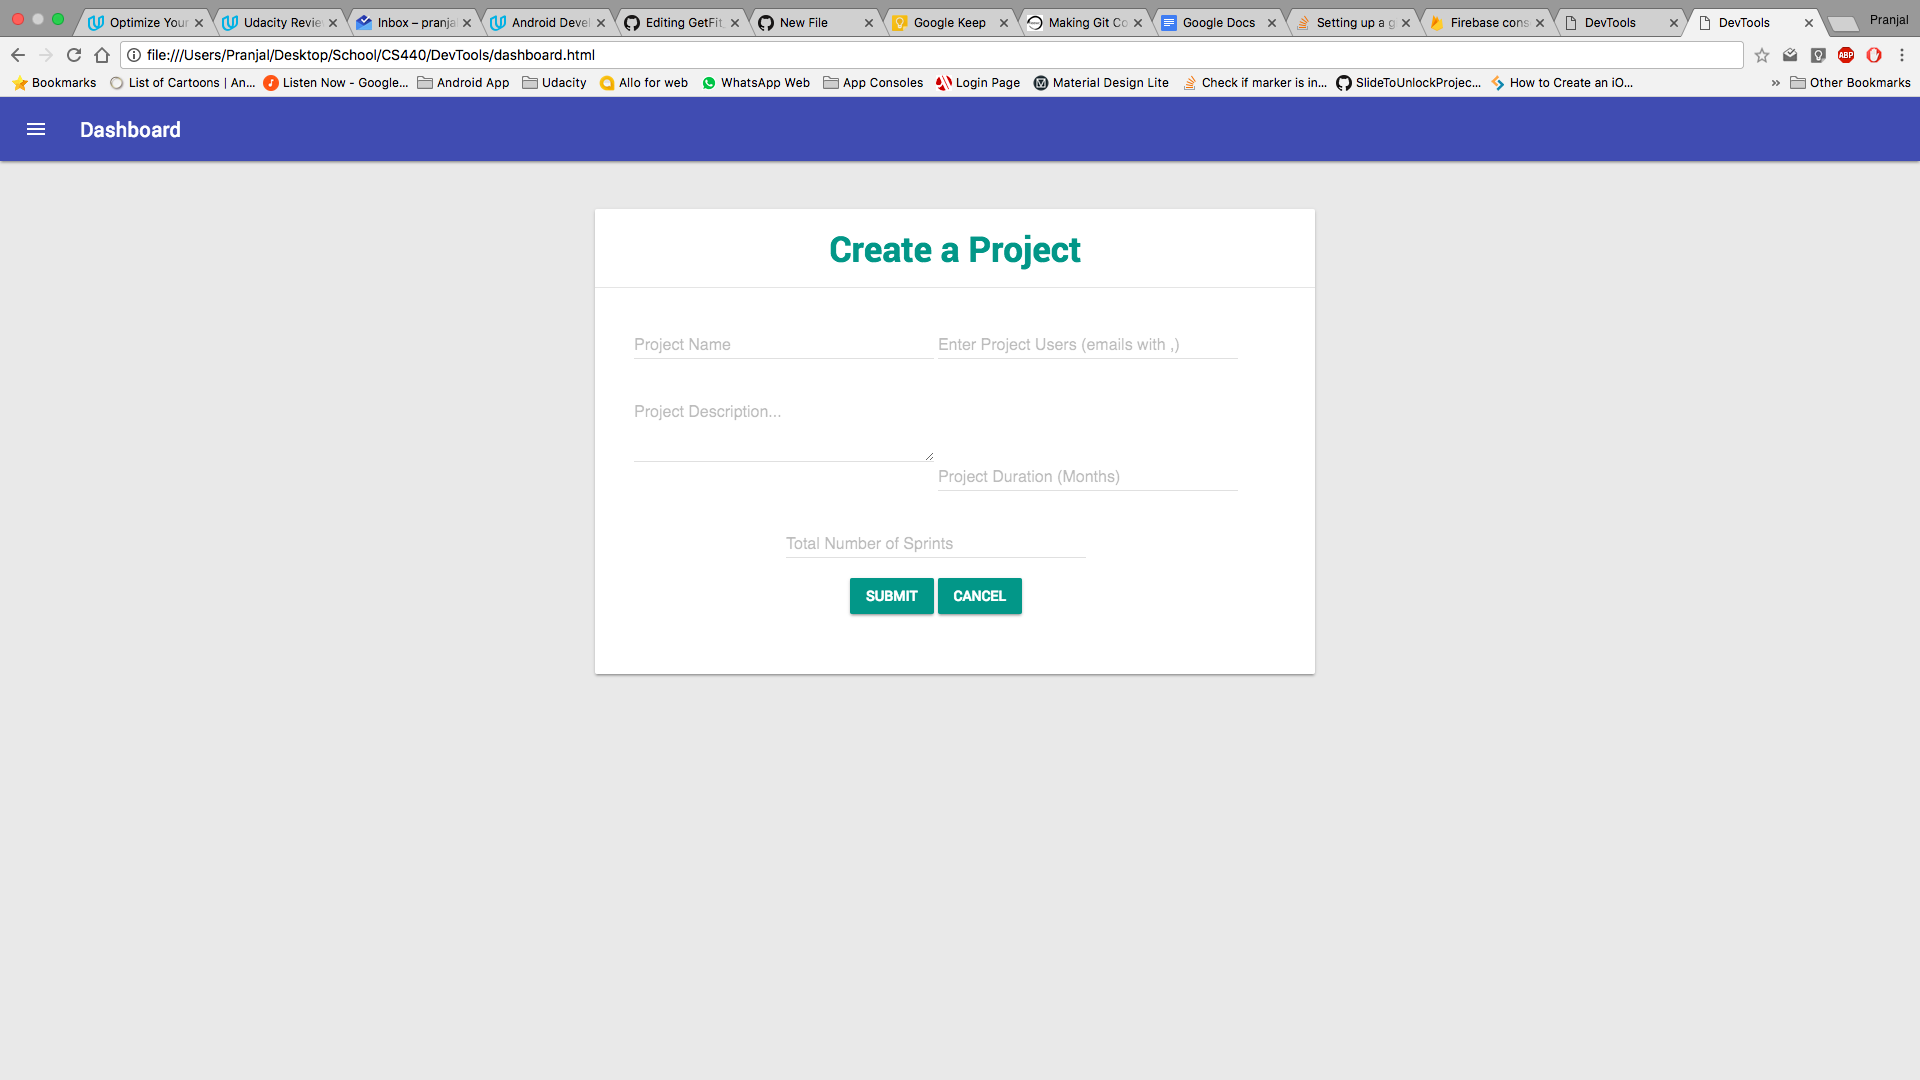 Optimize Your
Udacity Revie
Inbox – pranja
Android Devel
Editing GetFit
New File
Google Keep
Making Git Co
Google Docs
Setting up a g
Firebase cons
DevTools
DevTools
Pranjal
file:///Users/Pranjal/Desktop/School/CS440/DevTools/dashboard.html
ABP
Bookmarks
List of Cartoons | An...
Listen Now - Google...
Android App
Udacity
Allo for web
WhatsApp Web
App Consoles
Login Page
Material Design Lite
Check if marker is in...
SlideToUnlockProjec...
How to Create an iO...
»
Other Bookmarks
Dashboard
Create a Project
Project Name
Enter Project Users (emails with ,)
Project Description...
Project Duration (Months)
Total Number of Sprints
SUBMIT
CANCEL